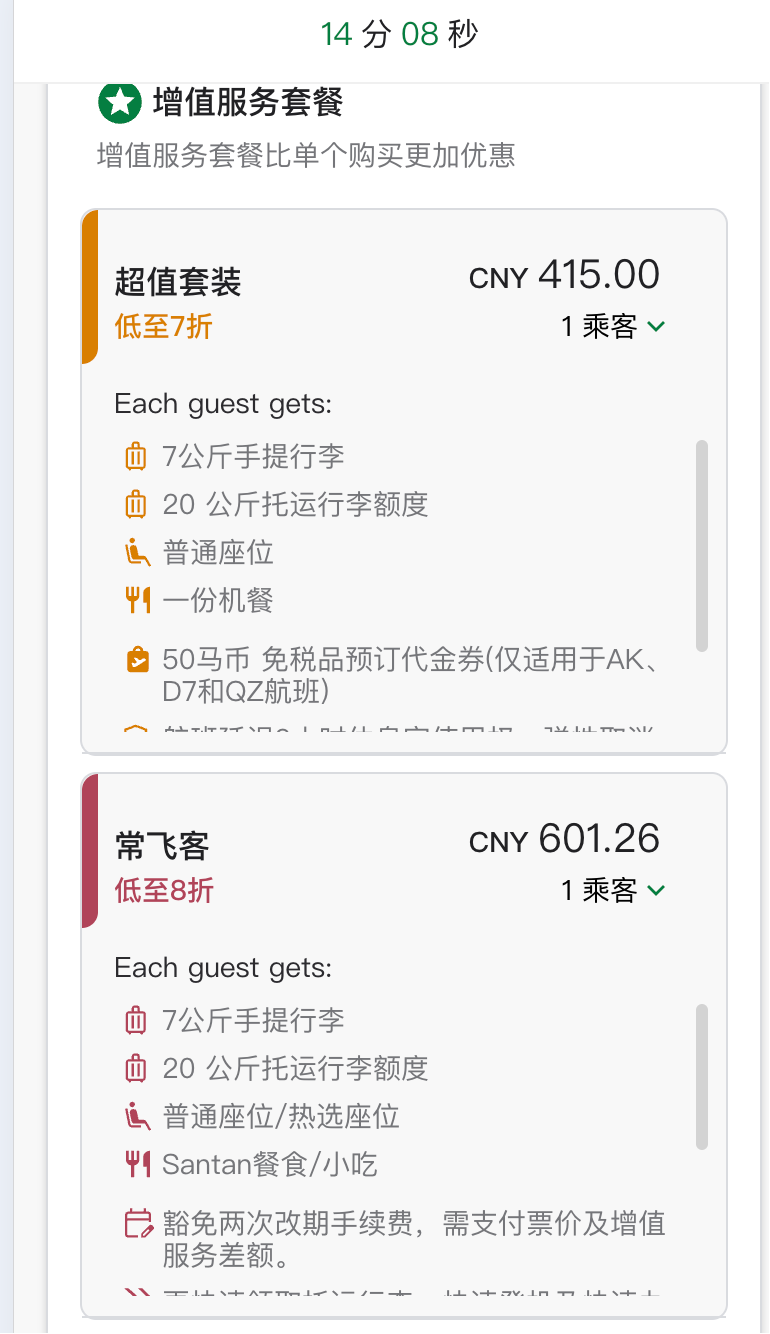 14 分 08 秒
增值服务套餐
增值服务套餐比单个购买更加优惠
超值套装
CNY 415.00
低至7折
1 乘客
Each guest gets:
7公斤手提行李
20 公斤托运行李额度
普通座位
一份机餐
50马币 免税品预订代金券(仅适用于AK、
D7和QZ航班)
常飞客
CNY 601.26
低至8折
1 乘客
Each guest gets:
7公斤手提行李
20 公斤托运行李额度
普通座位/热选座位
Santan餐食/小吃
豁免两次改期手续费，需支付票价及增值
服务差额。